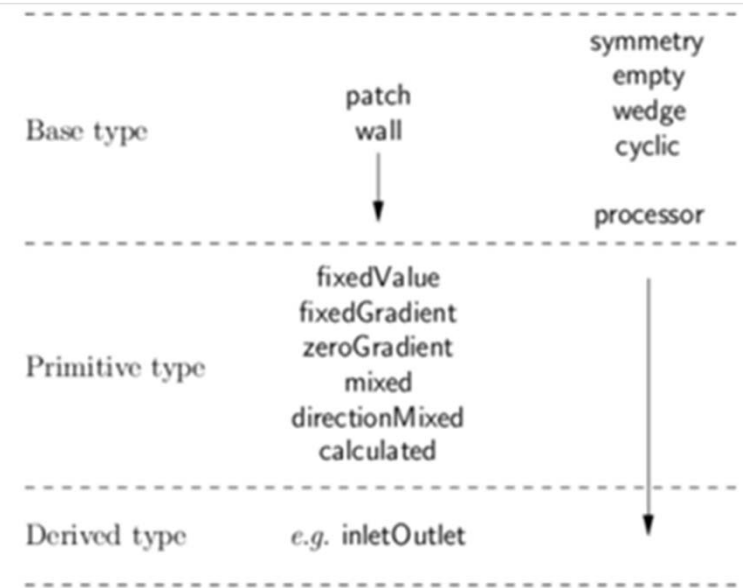 symmetry
empty
patch
wedge
Base type
wall
cyclic
processor
fixedValue
fixedGradient
zeroGradient
Primitive type
mixed
directionMixed
calculated
Derived type e.g. inletOutlet